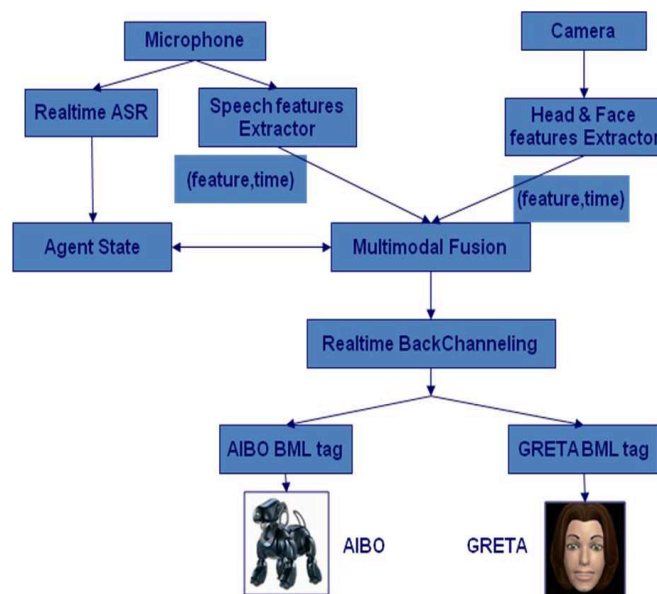 Microphone
Camera
Realtime ASR
Speech features
Extractor
Head & Face
features Extractor
(feature,time)
(feature,time)
Agent State
Multimodal Fusion
Realtime BackChanneling
AIBO BML tag
GRETA BML tag
AIBO
GRETA